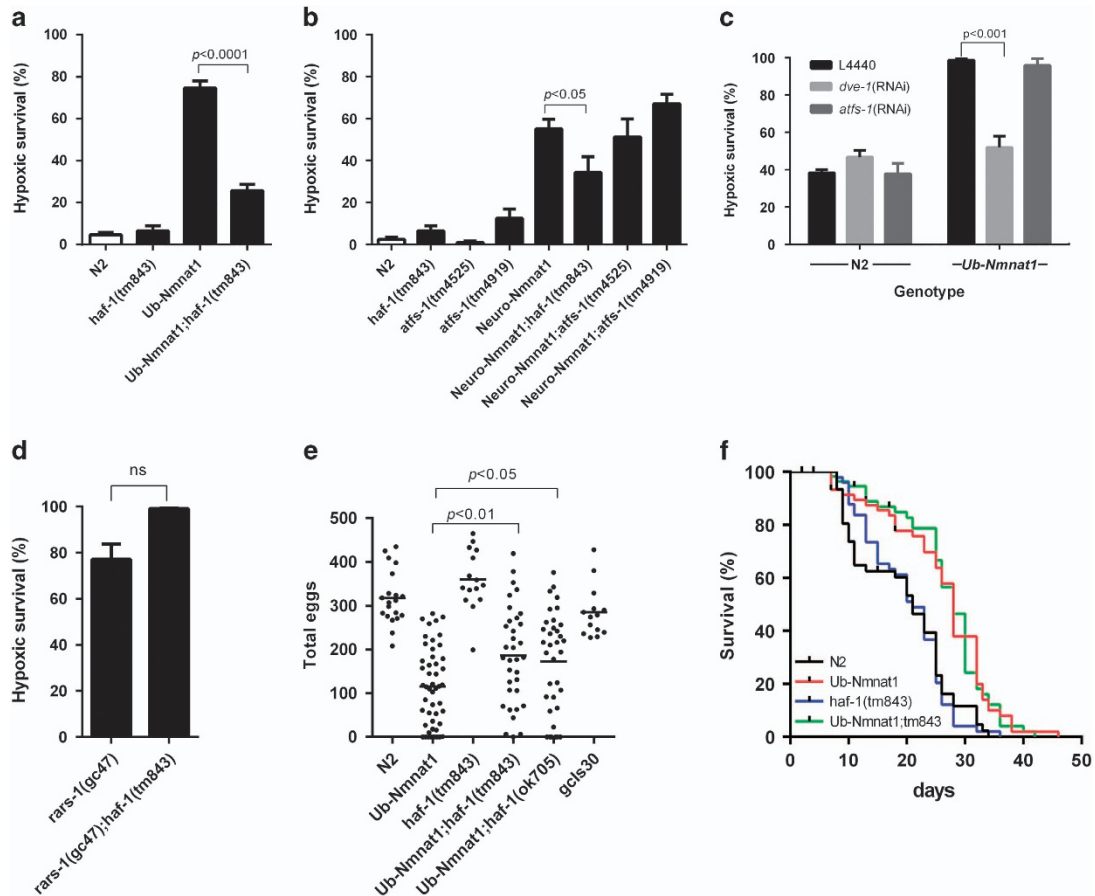 a
Hypoxic survival (%)
100
80
60
40
20
0
p<0.0001
N2
haf-1(tm843)
Ub-Nmnat1
Ub-Nmnat1;haf-1(tm843)
b
Hypoxic survival (%)
100
80
60
40
20
0
p<0.05
N2
haf-1(tm843)
atfs-1(tm4525)
atfs-1(tm4919)
Neuro-Nmnat1
Neuro-Nmnat1;haf-1(tm843)
Neuro-Nmnat1;atfs-1(tm4525)
Neuro-Nmnat1;atfs-1(tm4919)
c
Hypoxic survival (%)
100
80
60
40
20
0
L4440
dve-1(RNAi)
atfs-1(RNAi)
p<0.001
N2
Ub-Nmnat1
Genotype
d
Hypoxic survival (%)
100
80
60
40
20
0
ns
rars-1(gc47)
rars-1(gc47);haf-1(tm843)
e
Total eggs
500
400
300
200
100
0
p<0.05
p<0.01
N2
Ub-Nmnat1
haf-1(tm843)
Ub-Nmnat1;haf-1(tm843)
Ub-Nmnat1;haf-1(ok705)
gcIs30
f
Survival (%)
100
80
60
40
20
0
N2
Ub-Nmnat1
haf-1(tm843)
Ub-Nmnat1;tm843
0 10 20 30 40 50
days